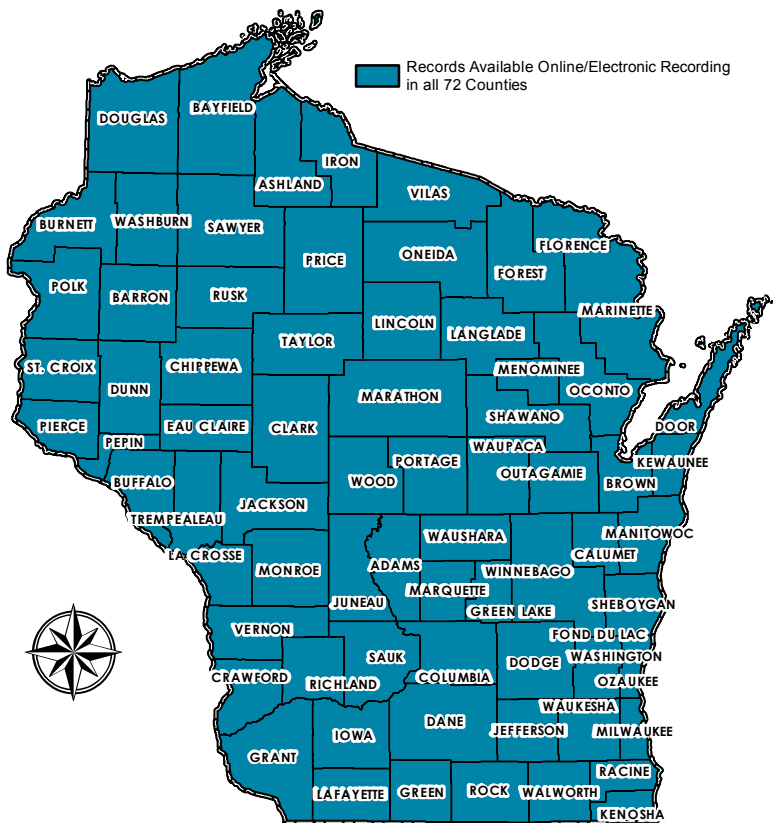 Records Available Online/Electronic Recording
in all 72 Counties
DOUGLAS
BAYFIELD
IRON
ASHLAND
VILAS
BURNETT
WASHBURN
SAWYER
FLORENCE
ONEIDA
PRICE
FOREST
POLK
BARRON
RUSK
MARINETTE
LINCOLN
LANGLADE
TAYLOR
ST. CROIX
CHIPPEWA
MENOMINEE
DUNN
OCONTO
MARATHON
SHAWANO
PIERCE
EAU CLAIRE
CLARK
DOOR
PEPIN
WAUPACA
PORTAGE
KEWAUNEE
OUTAGAMIE
WOOD
BUFFALO
BROWN
JACKSON
TREMPEALEAU
WAUSHARA
MANITOWOC
LA CROSSE
CALUMET
ADAMS
MONROE
WINNEBAGO
MARQUETTE
JUNEAU
GREEN LAKE
SHEBOYGAN
VERNON
FOND DU LAC
SAUK
DODGE
WASHINGTON
CRAWFORD
RICHLAND
COLUMBIA
OZAUKEE
WAUKESHA
DANE
IOWA
JEFFERSON
MILWAUKEE
GRANT
RACINE
LAFAYETTE
GREEN
ROCK
WALWORTH
KENOSHA